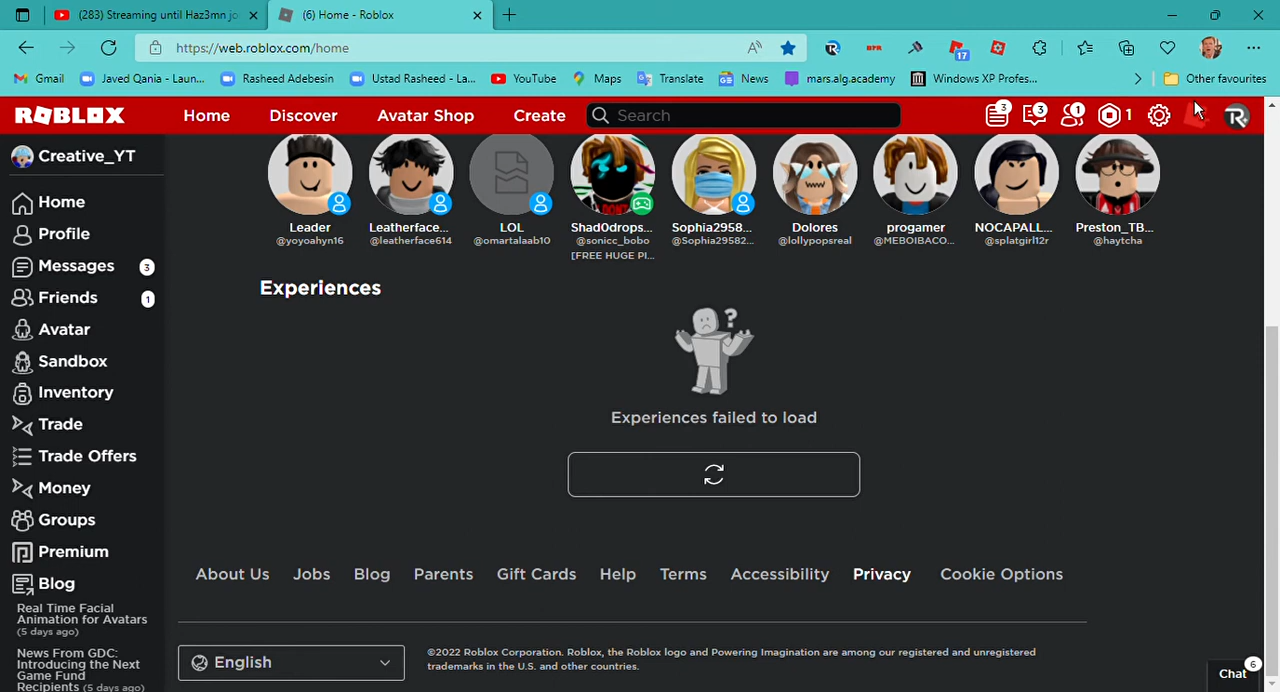 (283) Streaming until Haz3mn jo
(6) Home - Roblox
https://web.roblox.com/home
17
Gmail
Javed Qania - Laun...
Rasheed Adebesin
Ustad Rasheed - La...
YouTube
Maps
Translate
News
mars.alg.academy
Windows XP Profes...
Other favourites
ROBLOX
Home
Discover
Avatar Shop
Create
Search
3
3
1
1
Creative_YT
Home
Profile
Messages
3
Friends
1
Avatar
Sandbox
Inventory
Trade
Trade Offers
Money
Groups
Premium
Blog
Real Time Facial
Animation for Avatars
(5 days ago)
News From GDC:
Introducing the Next
Game Fund
Recipients (5 days ago)
Leader
@yoyoahyn16
Leatherface...
@leatherface614
LOL
@omartalaab10
Shad0drops...
@sonicc_bobo
[FREE HUGE PI...
Sophia2958...
@Sophia29582...
Dolores
@lollypopsreal
progamer
@MEBOIBACO...
NOCAPALL...
@splatgirl12r
Preston_TB...
@haytcha
Experiences
?
Experiences failed to load
About Us
Jobs
Blog
Parents
Gift Cards
Help
Terms
Accessibility
Privacy
Cookie Options
English
©2022 Roblox Corporation. Roblox, the Roblox logo and Powering Imagination are among our registered and unregistered
trademarks in the U.S. and other countries.
Chat
6